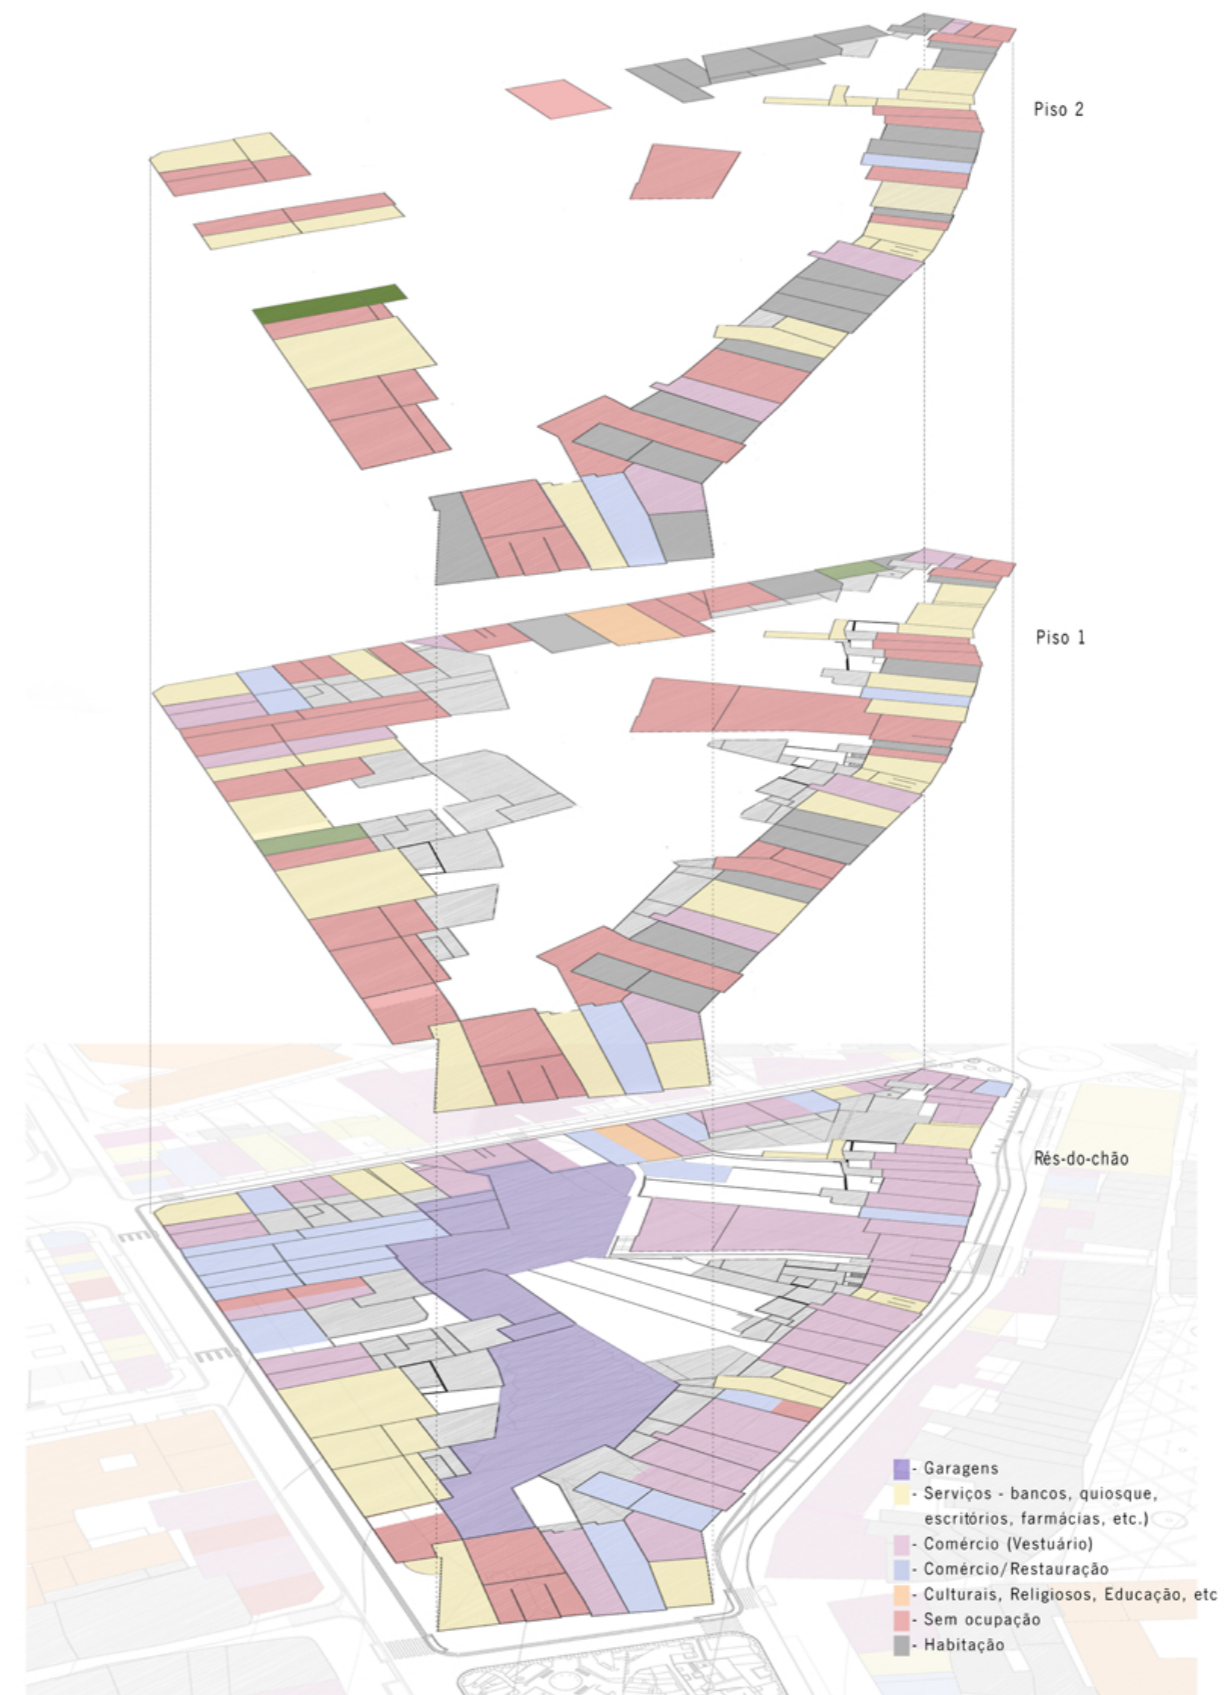 Piso 2
Piso 1
Rés-do-chão
- Garagens
- Serviços - bancos, quiosque,
escritórios, farmácias, etc.)
- Comércio (Vestuário)
- Comércio/Restauração
- Culturais, Religiosos, Educação, etc
- Sem ocupação
- Habitação